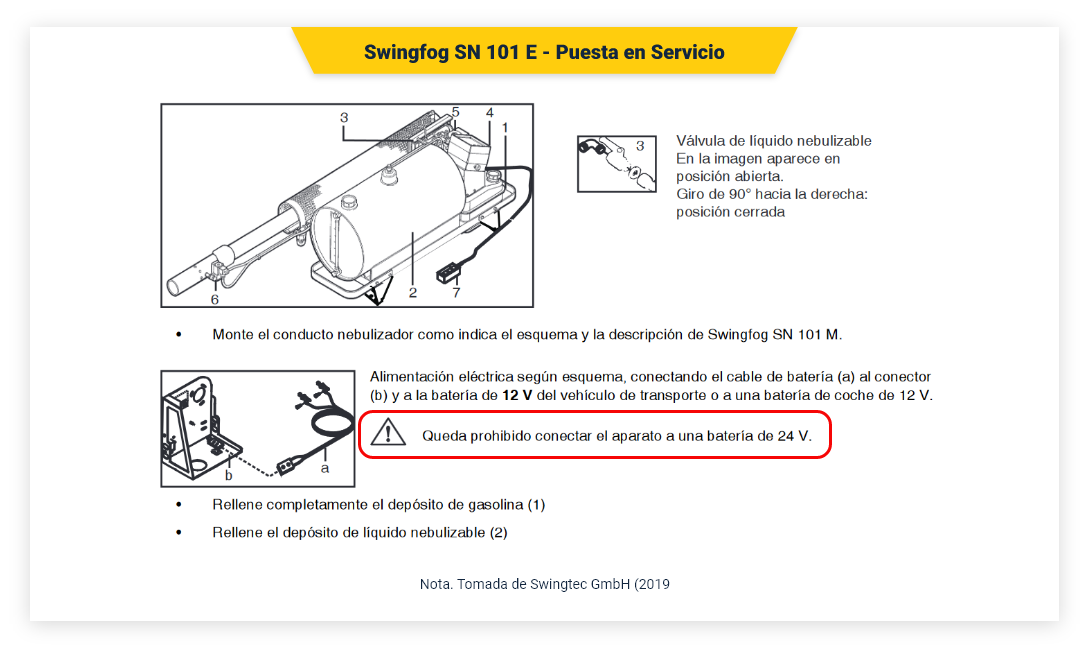 Swingfog SN 101 E - Puesta en Servicio
3
5
4
1
6
2
7
3
Válvula de líquido nebulizable
En la imagen aparece en
posición abierta.
Giro de 90° hacia la derecha:
posición cerrada
• Monte el conducto nebulizador como indica el esquema y la descripción de Swingfog SN 101 M.
b
a
Alimentación eléctrica según esquema, conectando el cable de batería (a) al conector
(b) y a la batería de 12 V del vehículo de transporte o a una batería de coche de 12 V.
Queda prohibido conectar el aparato a una batería de 24 V.
• Rellene completamente el depósito de gasolina (1)
• Rellene el depósito de líquido nebulizable (2)
Nota. Tomada de Swingtec GmbH (2019